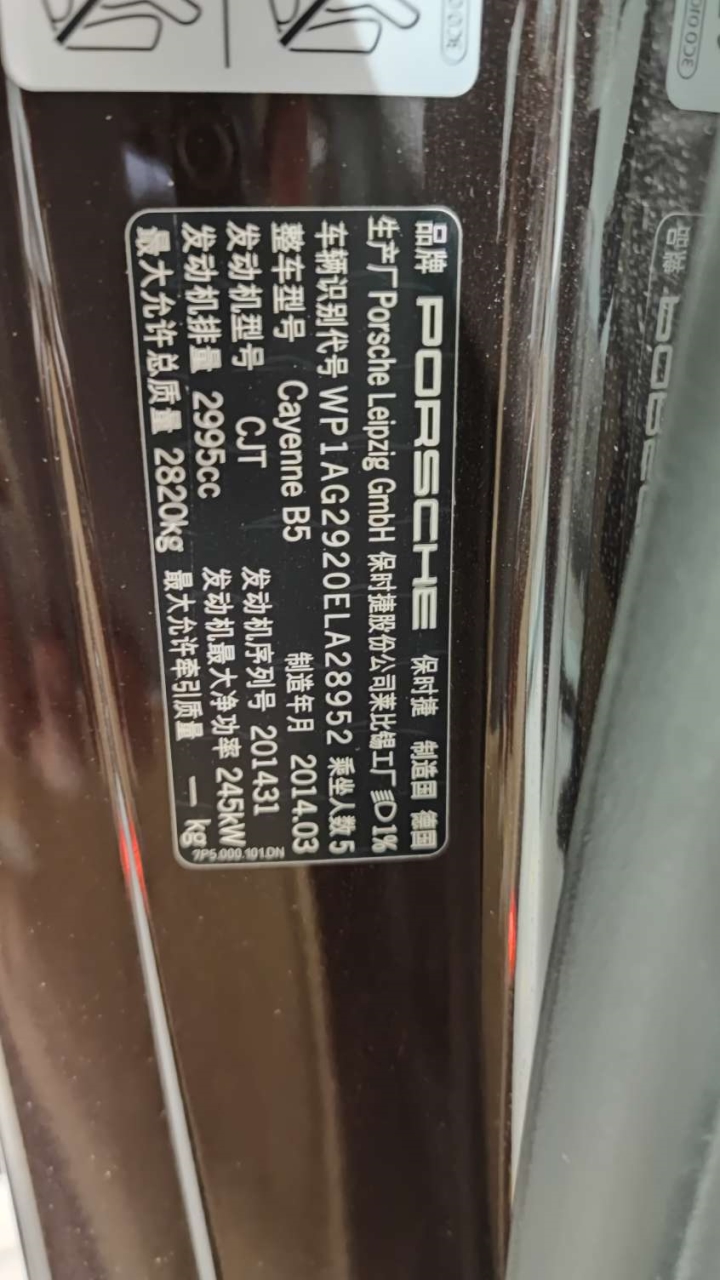 品牌 PORSCHE 保时捷 制造国 德国
生产厂 Porsche Leipzig GmbH 保时捷股份公司莱比锡工厂 1%
车辆识别代号 WP1AG2920ELA28952 乘坐人数 5
整车型号 Cayenne B5 制造年月 2014.03
发动机型号 CJT 发动机序列号 201431
发动机排量 2995cc 发动机最大净功率 245kW
最大允许总质量 2820kg 最大允许牵引质量 — kg
7P5.000.101.DN